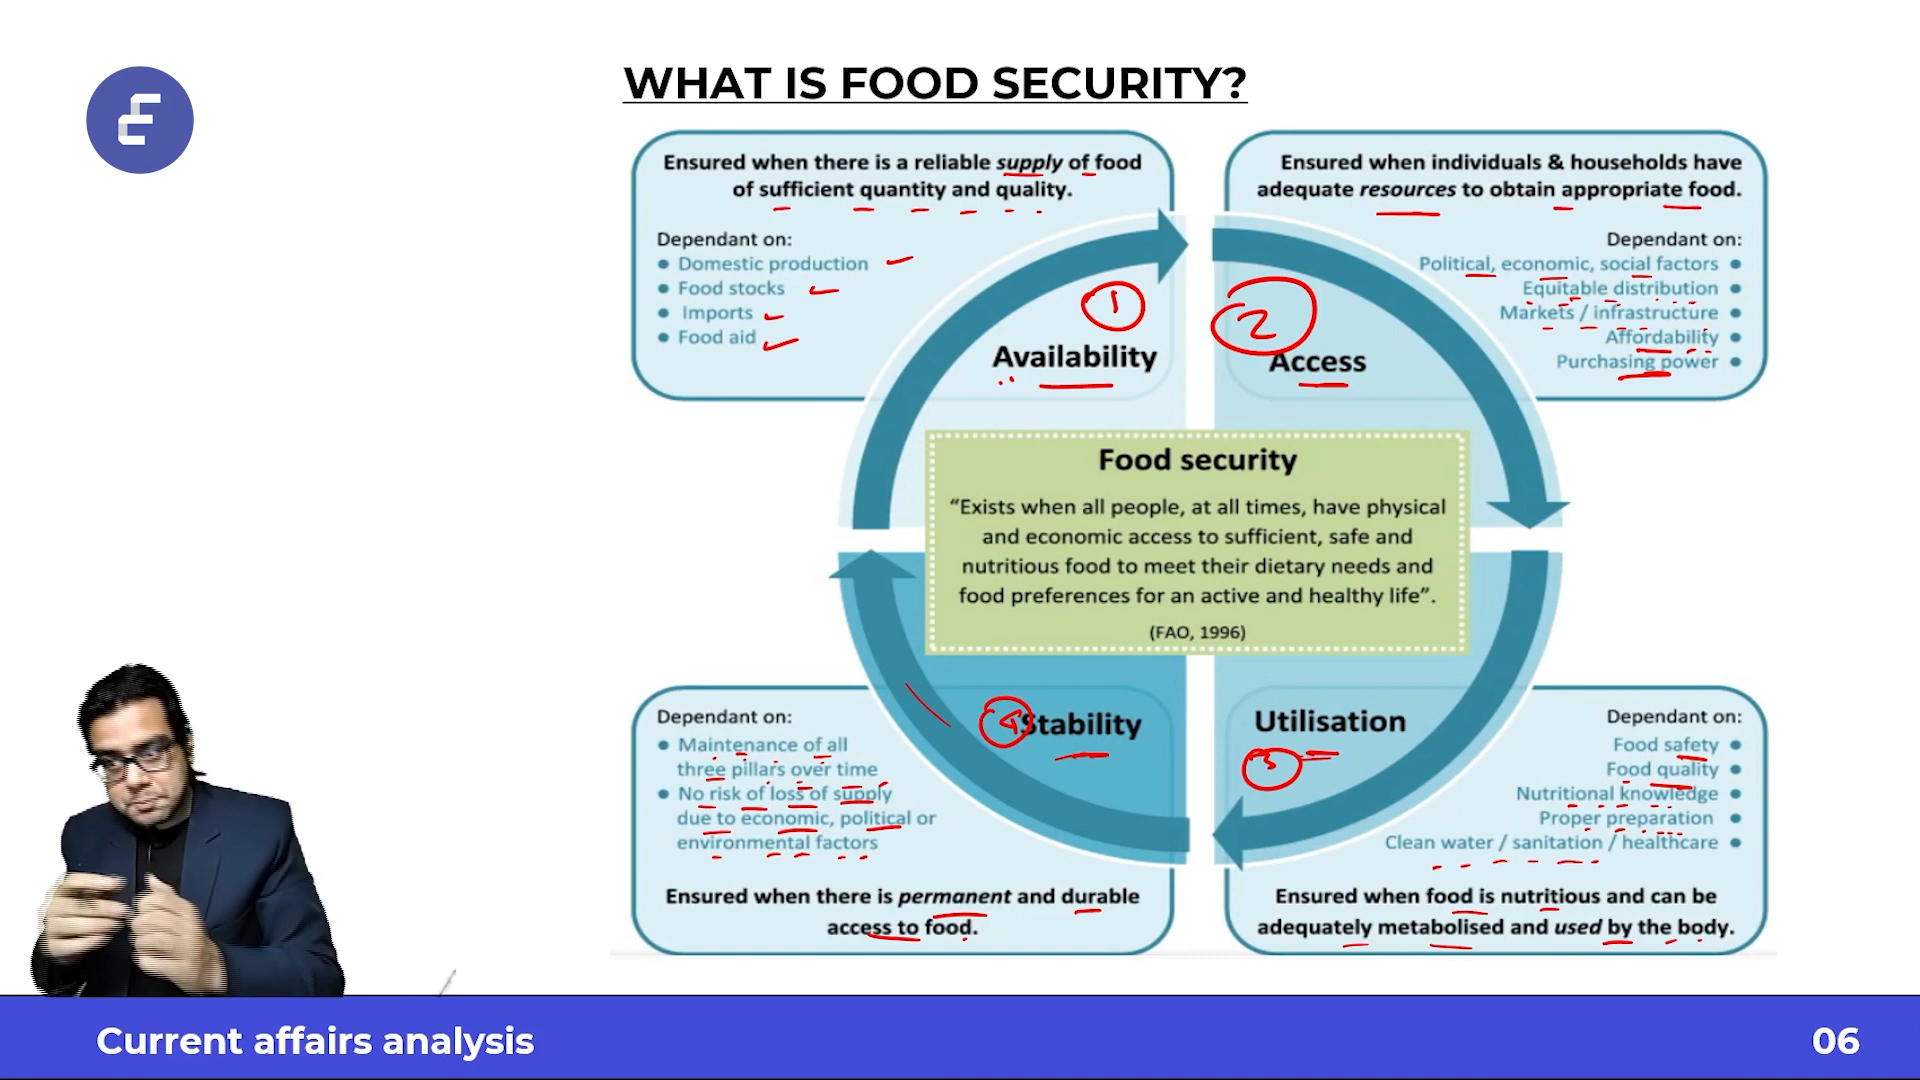 WHAT IS FOOD SECURITY?
Ensured when there is a reliable supply of food
of sufficient quantity and quality.
Dependant on:
● Domestic production
● Food stocks
● Imports
● Food aid
1
Availability
Ensured when individuals & households have
adequate resources to obtain appropriate food.
Dependant on:
Political, economic, social factors ●
Equitable distribution ●
Markets / infrastructure ●
Affordability ●
Purchasing power ●
2
Access
Food security
“Exists when all people, at all times, have physical
and economic access to sufficient, safe and
nutritious food to meet their dietary needs and
food preferences for an active and healthy life”.
(FAO, 1996)
4
Stability
Dependant on:
● Maintenance of all
three pillars over time
● No risk of loss of supply
due to economic, political or
environmental factors
Ensured when there is permanent and durable
access to food.
Utilisation
3
Dependant on:
Food safety ●
Food quality ●
Nutritional knowledge ●
Proper preparation ●
Clean water / sanitation / healthcare ●
Ensured when food is nutritious and can be
adequately metabolised and used by the body.
Current affairs analysis
06